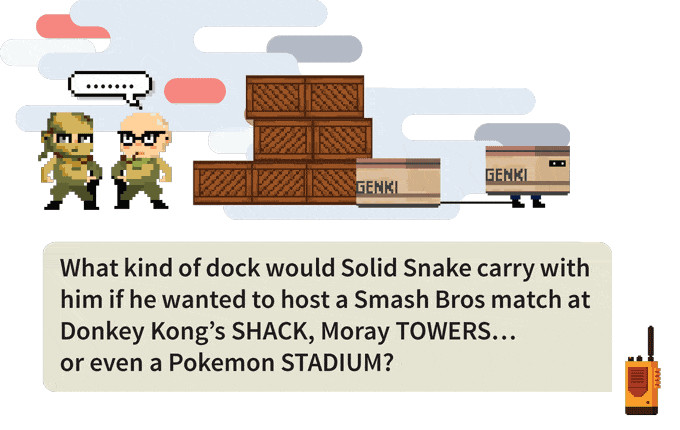 .......
GENKI
GENKI
What kind of dock would Solid Snake carry with
him if he wanted to host a Smash Bros match at
Donkey Kong’s SHACK, Moray TOWERS…
or even a Pokemon STADIUM?